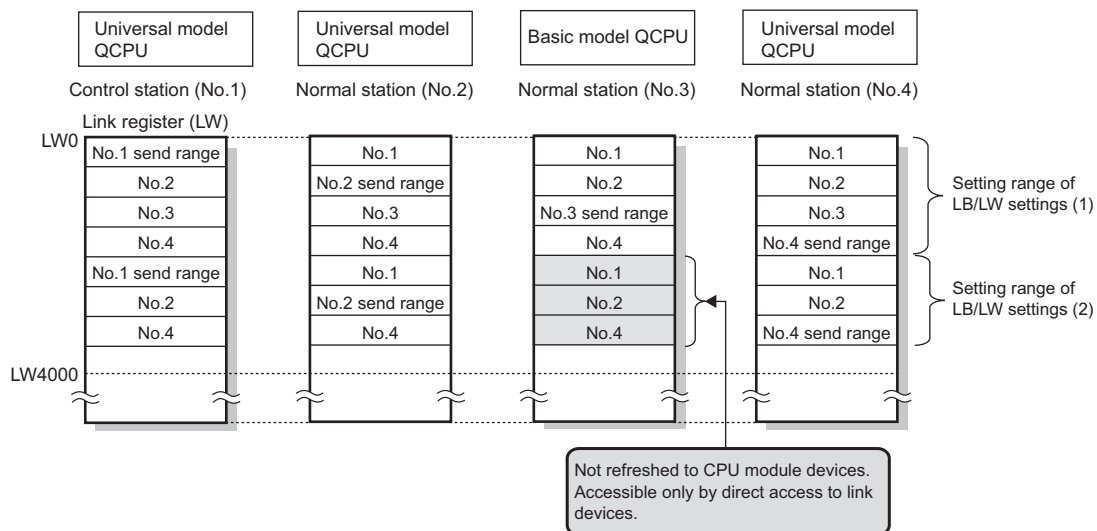 Universal model
QCPU
Universal model
QCPU
Basic model QCPU
Universal model
QCPU
Control station (No.1)
Normal station (No.2)
Normal station (No.3)
Normal station (No.4)
Link register (LW)
LW0
No.1 send range
No.2
No.3
No.4
No.1 send range
No.2
No.4
LW4000
No.1
No.2 send range
No.3
No.4
No.1
No.2 send range
No.4
No.1
No.2
No.3 send range
No.4
No.1
No.2
No.4
No.1
No.2
No.3
No.4 send range
No.1
No.2
No.4 send range
Setting range of
LB/LW settings (1)
Setting range of
LB/LW settings (2)
Not refreshed to CPU module devices.
Accessible only by direct access to link
devices.